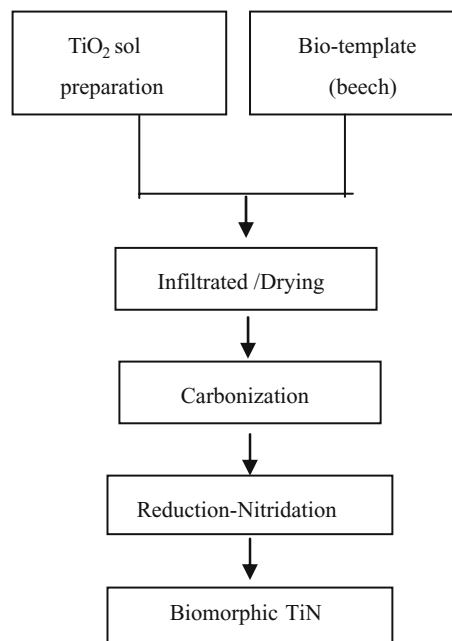 TiO₂ sol
preparation
Bio-template
(beech)
Infiltrated /Drying
Carbonization
Reduction-Nitridation
Biomorphic TiN